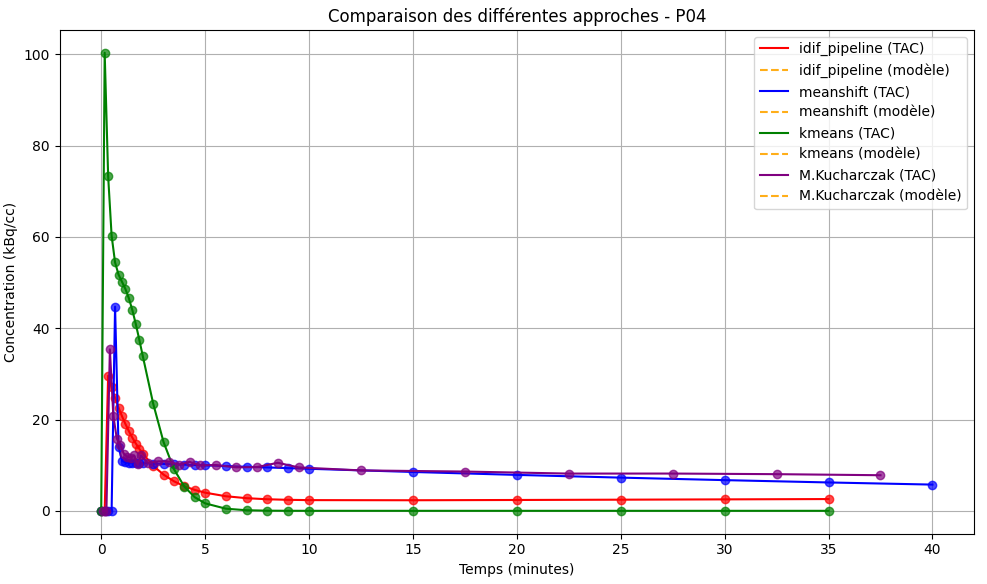 Comparaison des différentes approches - P04
Concentration (kBq/cc)
100
80
60
40
20
0
0 5 10 15 20 25 30 35 40
Temps (minutes)
idif_pipeline (TAC)
idif_pipeline (modèle)
meanshift (TAC)
meanshift (modèle)
kmeans (TAC)
kmeans (modèle)
M.Kucharczak (TAC)
M.Kucharczak (modèle)